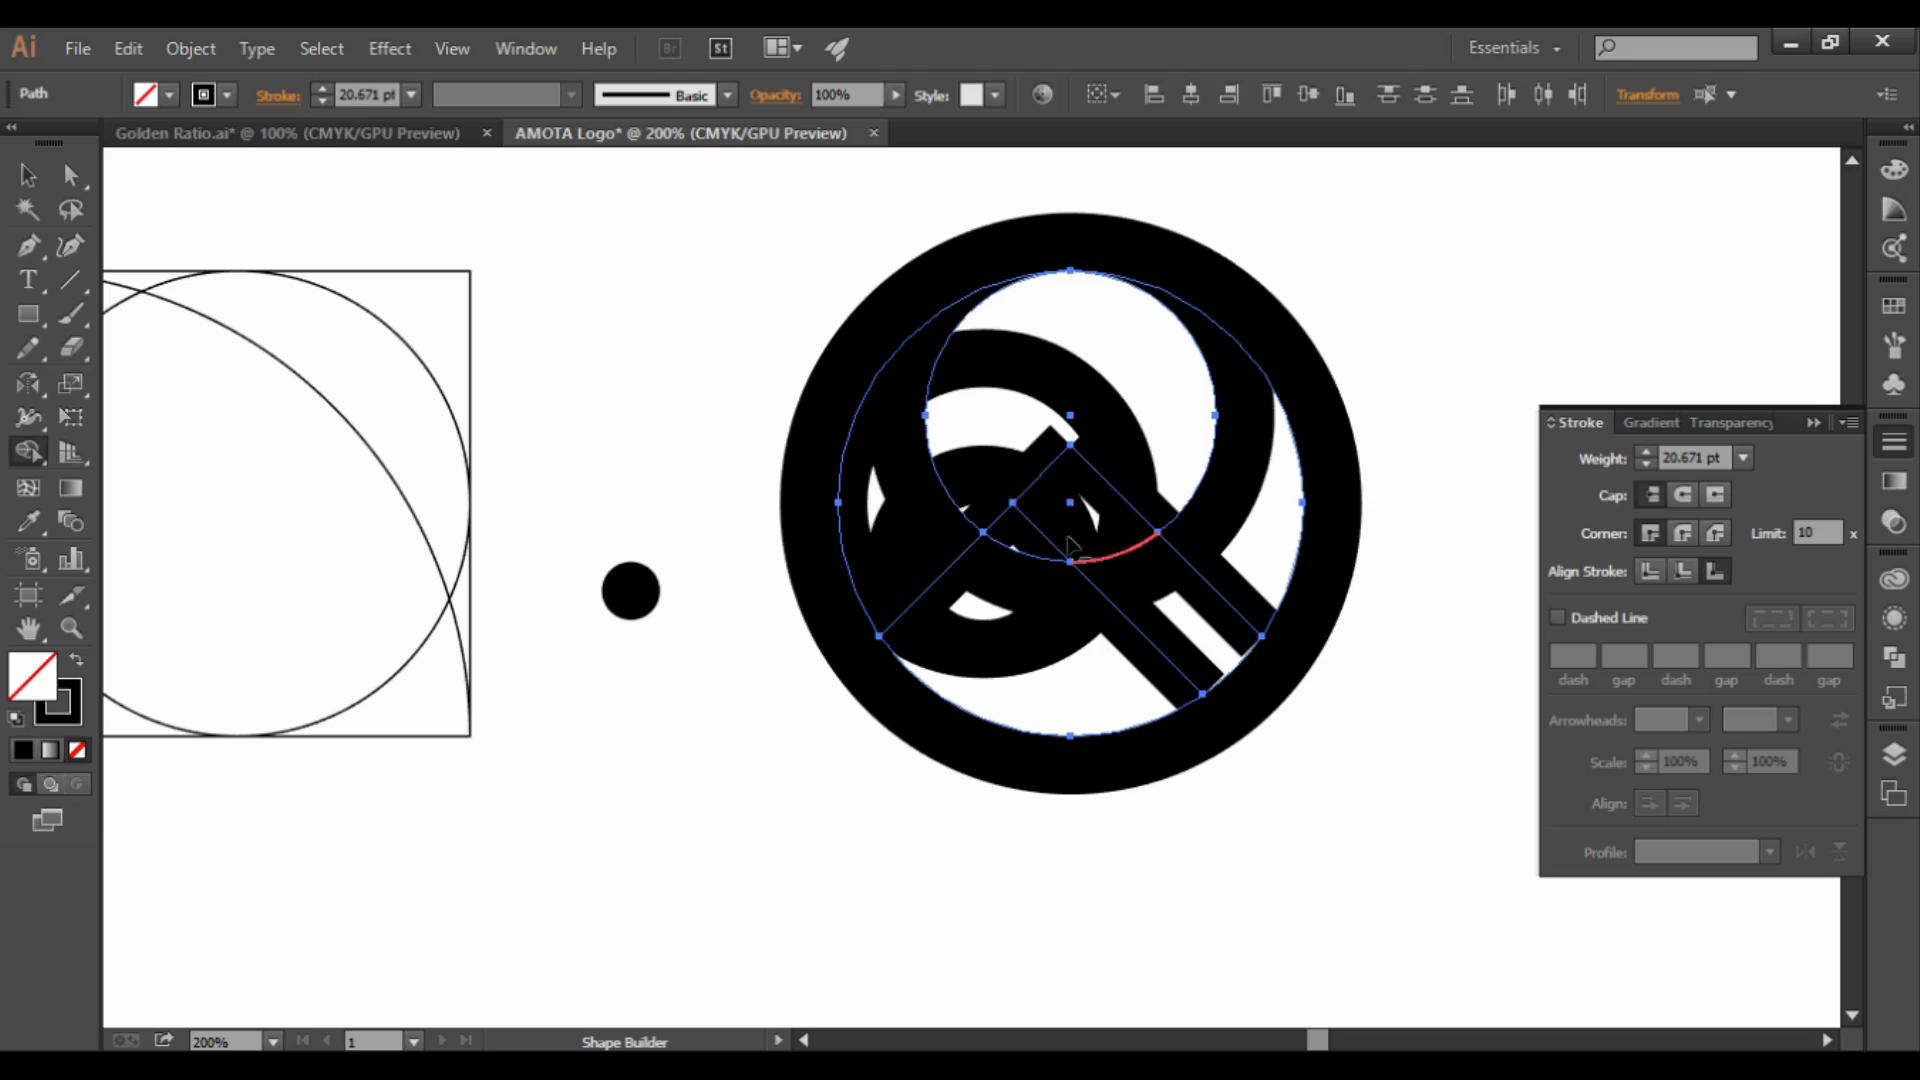 Ai File Edit Object Type Select Effect View Window Help Br St Essentials
Path Stroke: 20.671 pt Basic Opacity: 100% Style: Transform
Golden Ratio.ai* @ 100% (CMYK/GPU Preview) × AMOTA Logo* @ 200% (CMYK/GPU Preview) ×
Stroke Gradient Transparency
Weight: 20.671 pt
Cap:
Corner: Limit: 10 x
Align Stroke:
Dashed Line
dash gap dash gap dash gap
Arrowheads:
Scale: 100% 100%
Align:
Profile:
200% 1 Shape Builder